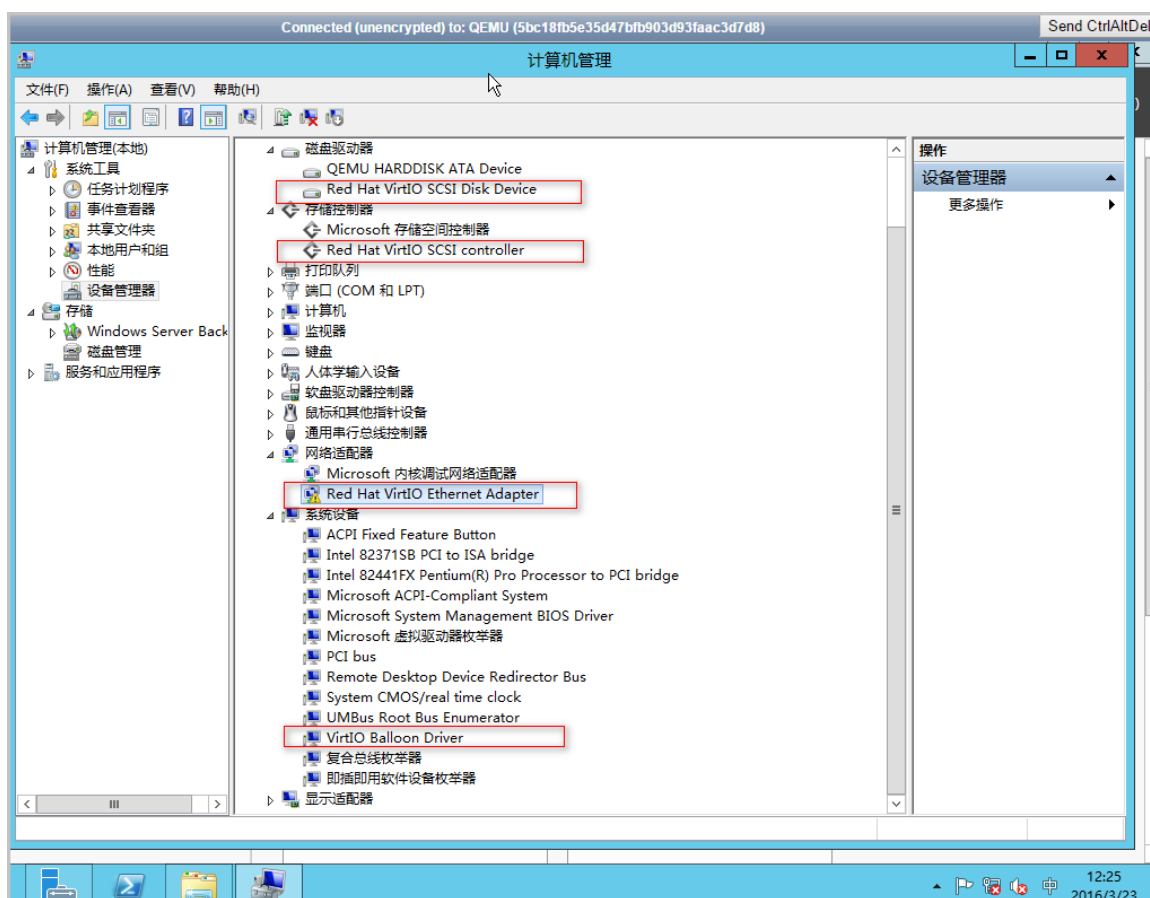 Connected (unencrypted) to: QEMU (5bc18fb5e35d47bfb903d93faac3d7d8)
Send CtrlAltDel
计算机管理
文件(F) 操作(A) 查看(V) 帮助(H)
计算机管理(本地)
系统工具
任务计划程序
事件查看器
共享文件夹
本地用户和组
性能
设备管理器
存储
Windows Server Back
磁盘管理
服务和应用程序
磁盘驱动器
QEMU HARDDISK ATA Device
Red Hat VirtIO SCSI Disk Device
存储控制器
Microsoft 存储空间控制器
Red Hat VirtIO SCSI controller
打印队列
端口 (COM 和 LPT)
计算机
监视器
键盘
人体学输入设备
软盘驱动器控制器
鼠标和其他指针设备
通用串行总线控制器
网络适配器
Microsoft 内核调试网络适配器
Red Hat VirtIO Ethernet Adapter
系统设备
ACPI Fixed Feature Button
Intel 82371SB PCI to ISA bridge
Intel 82441FX Pentium(R) Pro Processor to PCI bridge
Microsoft ACPI-Compliant System
Microsoft System Management BIOS Driver
Microsoft 虚拟驱动器枚举器
PCI bus
Remote Desktop Device Redirector Bus
System CMOS/real time clock
UMBus Root Bus Enumerator
VirtIO Balloon Driver
复合总线枚举器
即插即用软件设备枚举器
显示适配器
操作
设备管理器
更多操作
中
12:25
2016/3/23